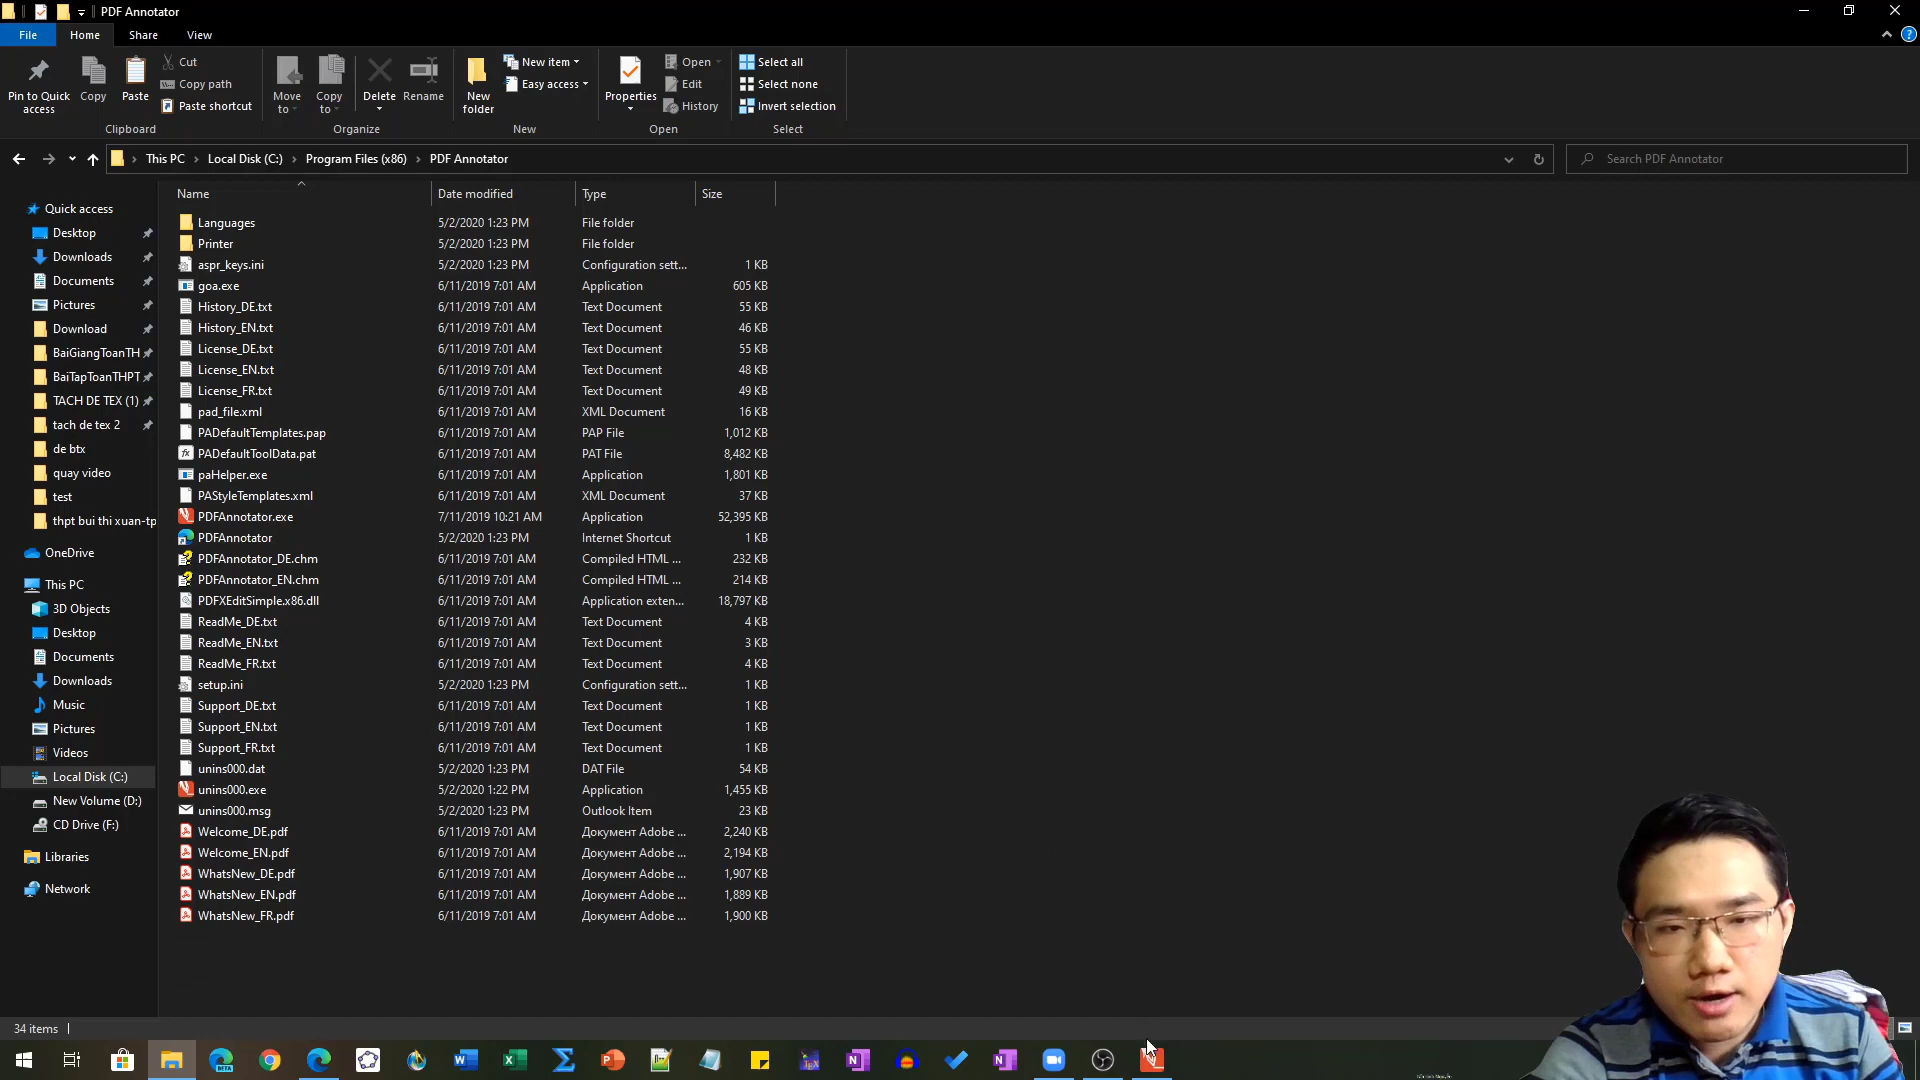 PDF Annotator
File Home Share View
Pin to Quick access
Copy
Paste
Cut
Copy path
Paste shortcut
Clipboard
Move to
Copy to
Delete
Rename
Organize
New folder
New item
Easy access
New
Properties
Open
Edit
History
Open
Select all
Select none
Invert selection
Select
This PC Local Disk (C:) Program Files (x86) PDF Annotator
Search PDF Annotator
Quick access
Desktop
Downloads
Documents
Pictures
Download
BaiGiangToanTH
BaiTapToanTHPT
TACH DE TEX (1)
tach de tex 2
de btx
quay video
test
thpt bui thi xuan-tp
OneDrive
This PC
3D Objects
Desktop
Documents
Downloads
Music
Pictures
Videos
Local Disk (C:)
New Volume (D:)
CD Drive (F:)
Libraries
Network
Name Date modified Type Size
Languages 5/2/2020 1:23 PM File folder
Printer 5/2/2020 1:23 PM File folder
aspr_keys.ini 5/2/2020 1:23 PM Configuration sett... 1 KB
goa.exe 6/11/2019 7:01 AM Application 605 KB
History_DE.txt 6/11/2019 7:01 AM Text Document 55 KB
History_EN.txt 6/11/2019 7:01 AM Text Document 46 KB
License_DE.txt 6/11/2019 7:01 AM Text Document 55 KB
License_EN.txt 6/11/2019 7:01 AM Text Document 48 KB
License_FR.txt 6/11/2019 7:01 AM Text Document 49 KB
pad_file.xml 6/11/2019 7:01 AM XML Document 16 KB
PADefaultTemplates.pap 6/11/2019 7:01 AM PAP File 1,012 KB
PADefaultToolData.pat 6/11/2019 7:01 AM PAT File 8,482 KB
paHelper.exe 6/11/2019 7:01 AM Application 1,801 KB
PAStyleTemplates.xml 6/11/2019 7:01 AM XML Document 37 KB
PDFAnnotator.exe 7/11/2019 10:21 AM Application 52,395 KB
PDFAnnotator 5/2/2020 1:23 PM Internet Shortcut 1 KB
PDFAnnotator_DE.chm 6/11/2019 7:01 AM Compiled HTML ... 232 KB
PDFAnnotator_EN.chm 6/11/2019 7:01 AM Compiled HTML ... 214 KB
PDFXEditSimple.x86.dll 6/11/2019 7:01 AM Application exten... 18,797 KB
ReadMe_DE.txt 6/11/2019 7:01 AM Text Document 4 KB
ReadMe_EN.txt 6/11/2019 7:01 AM Text Document 3 KB
ReadMe_FR.txt 6/11/2019 7:01 AM Text Document 4 KB
setup.ini 5/2/2020 1:23 PM Configuration sett... 1 KB
Support_DE.txt 6/11/2019 7:01 AM Text Document 1 KB
Support_EN.txt 6/11/2019 7:01 AM Text Document 1 KB
Support_FR.txt 6/11/2019 7:01 AM Text Document 1 KB
unins000.dat 5/2/2020 1:23 PM DAT File 54 KB
unins000.exe 5/2/2020 1:22 PM Application 1,455 KB
unins000.msg 5/2/2020 1:23 PM Outlook Item 23 KB
Welcome_DE.pdf 6/11/2019 7:01 AM Документ Adobe ... 2,240 KB
Welcome_EN.pdf 6/11/2019 7:01 AM Документ Adobe ... 2,194 KB
WhatsNew_DE.pdf 6/11/2019 7:01 AM Документ Adobe ... 1,907 KB
WhatsNew_EN.pdf 6/11/2019 7:01 AM Документ Adobe ... 1,889 KB
WhatsNew_FR.pdf 6/11/2019 7:01 AM Документ Adobe ... 1,900 KB
34 items